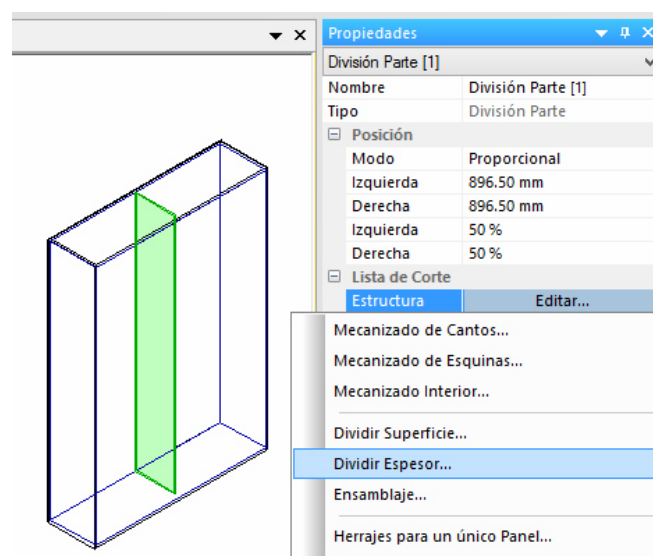 Propiedades
División Parte [1]
Nombre División Parte [1]
Tipo División Parte
Posición
Modo Proporcional
Izquierda 896.50 mm
Derecha 896.50 mm
Izquierda 50 %
Derecha 50 %
Lista de Corte
Estructura Editar...
Mecanizado de Cantos...
Mecanizado de Esquinas...
Mecanizado Interior...
Dividir Superficie...
Dividir Espesor...
Ensamblaje...
Herrajes para un único Panel...